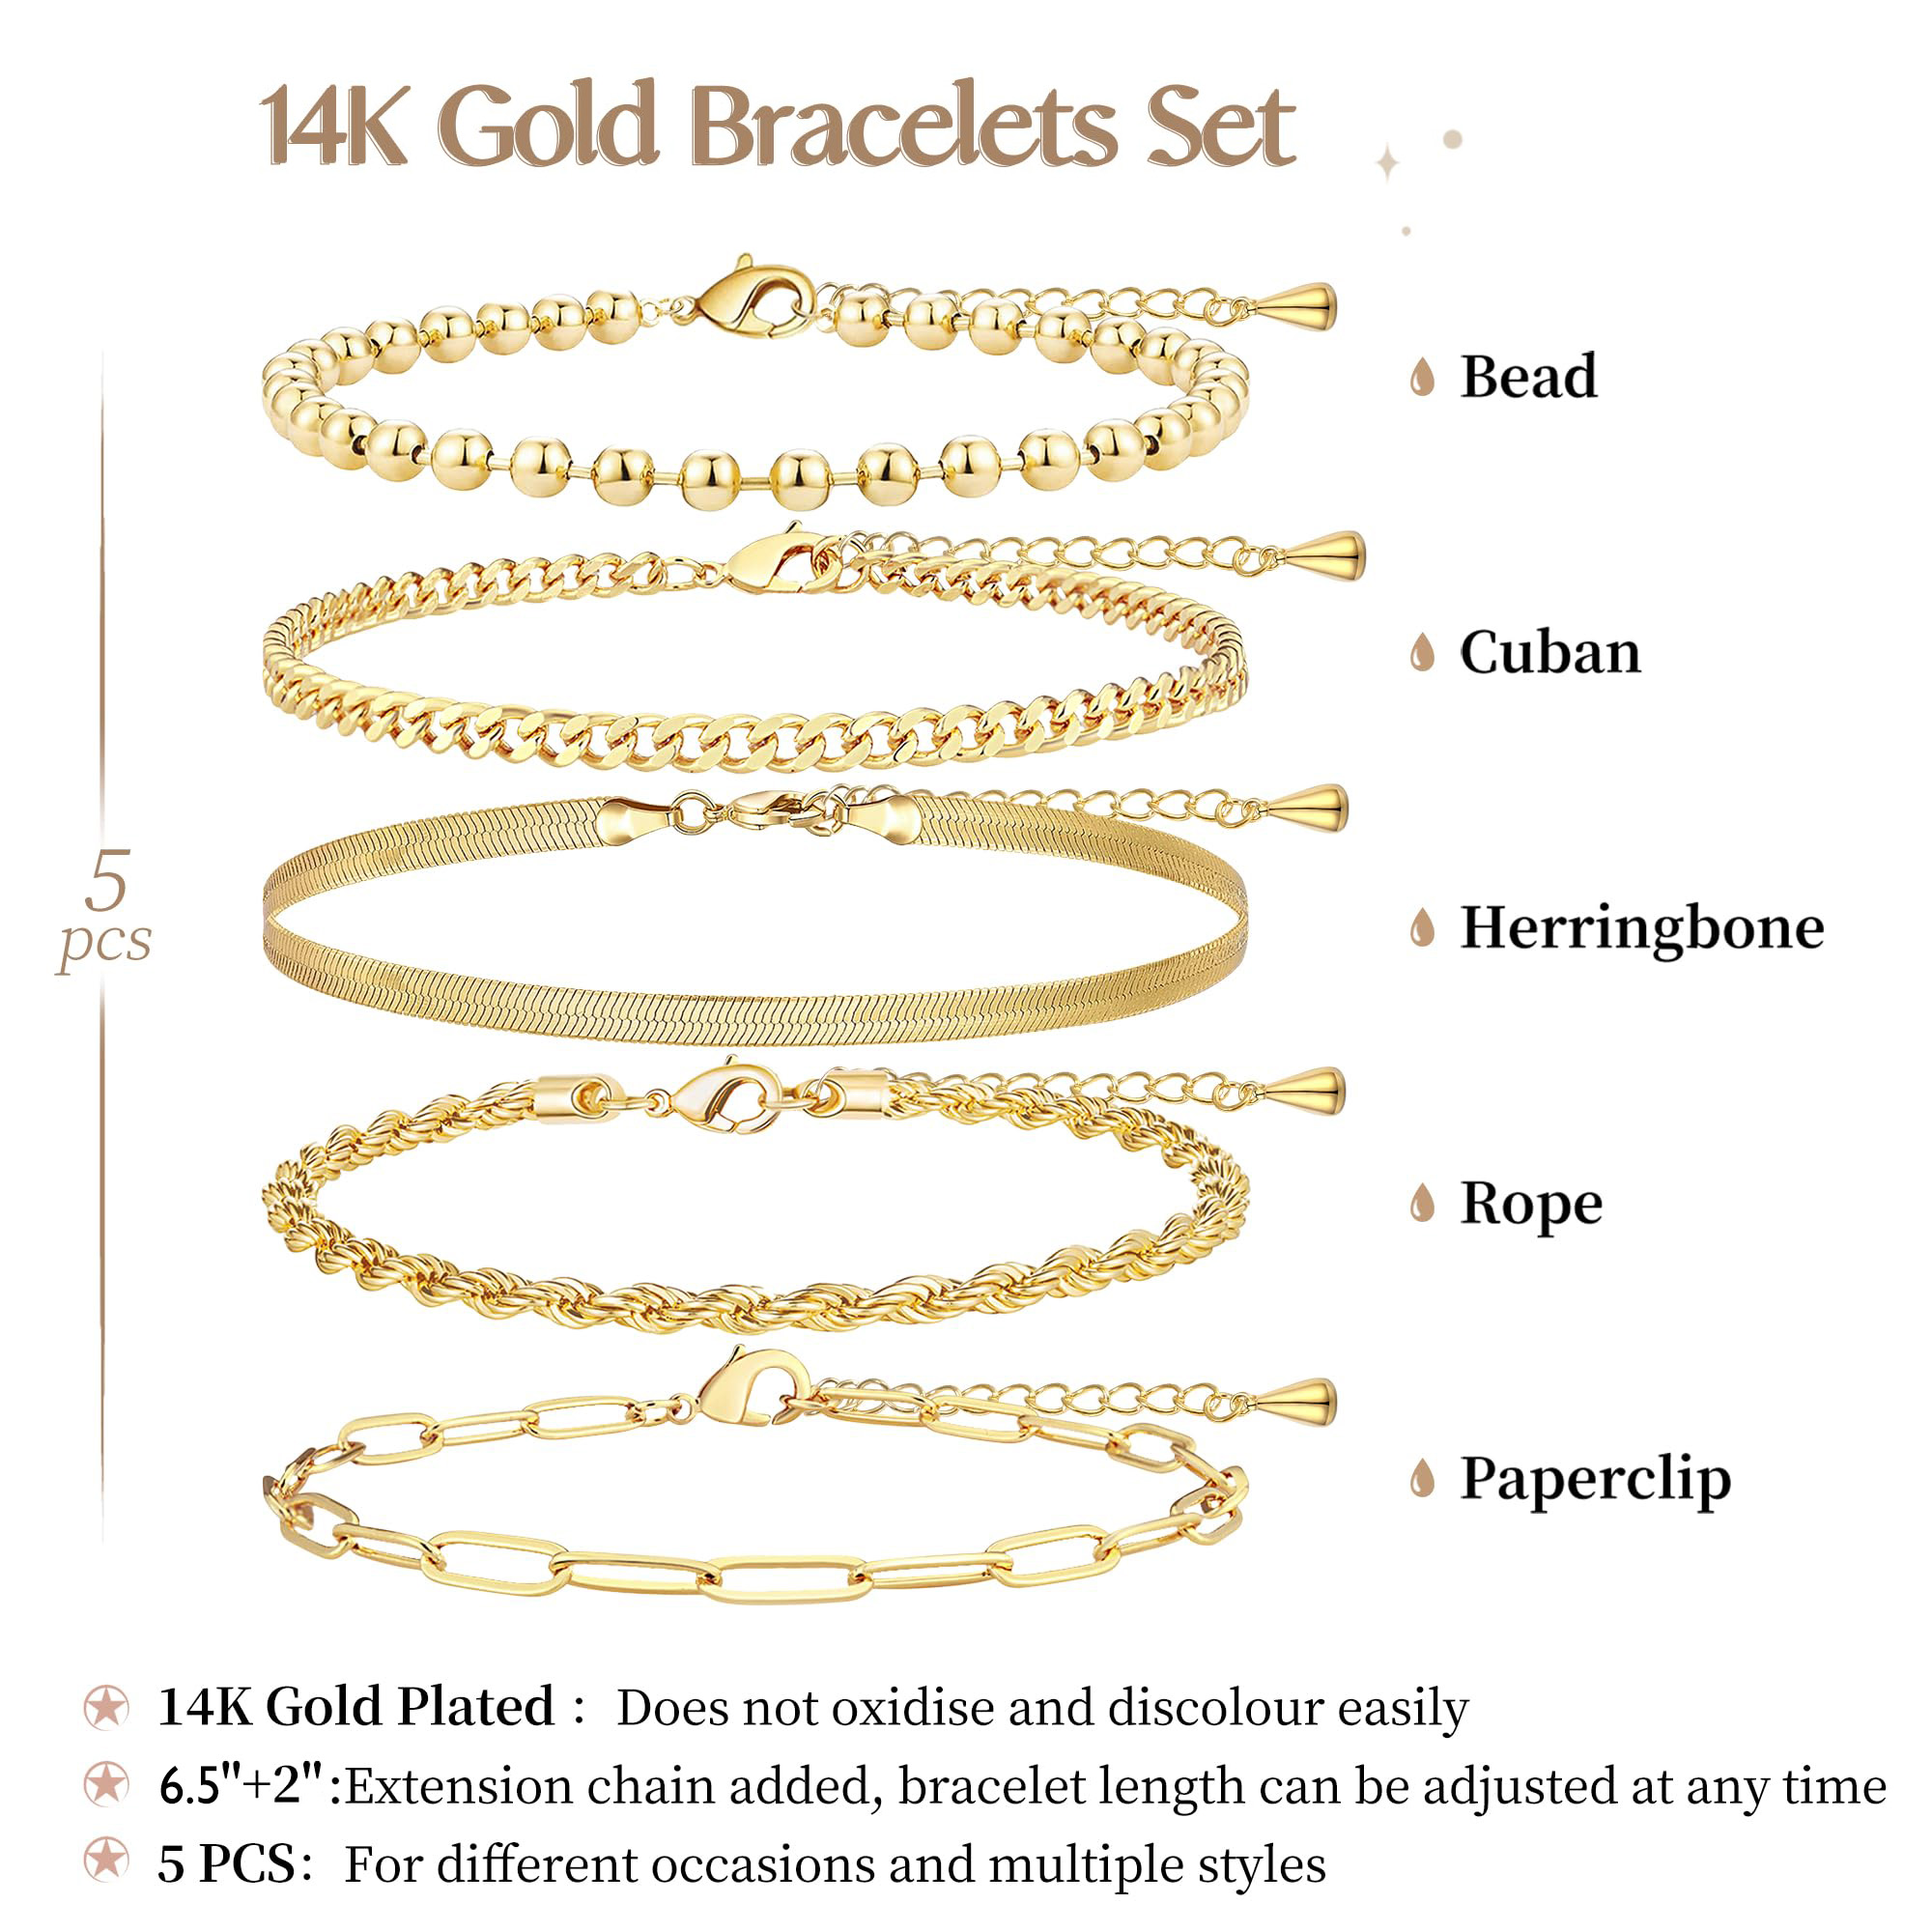 14K Gold Bracelets Set
Bead
Cuban
Herringbone
5
pcs
Rope
Paperclip
14K Gold Plated : Does not oxidise and discolour easily
6.5"+2":Extension chain added, bracelet length can be adjusted at any time
5 PCS: For different occasions and multiple styles